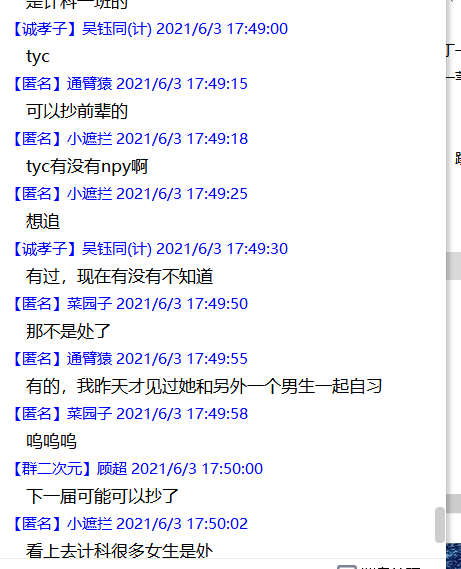 是计科一班的
【诚孝子】吴钰同(计) 2021/6/3 17:49:00
tyc
【匿名】通臂猿 2021/6/3 17:49:15
可以抄前辈的
【匿名】小遮拦 2021/6/3 17:49:18
tyc有没有npy啊
【匿名】小遮拦 2021/6/3 17:49:25
想追
【诚孝子】吴钰同(计) 2021/6/3 17:49:30
有过，现在有没有不知道
【匿名】菜园子 2021/6/3 17:49:50
那不是处了
【匿名】通臂猿 2021/6/3 17:49:55
有的，我昨天才见过她和另外一个男生一起自习
【匿名】菜园子 2021/6/3 17:49:58
呜呜呜
【群二次元】顾超 2021/6/3 17:50:00
下一届可能可以抄了
【匿名】小遮拦 2021/6/3 17:50:02
看上去计科很多女生是处